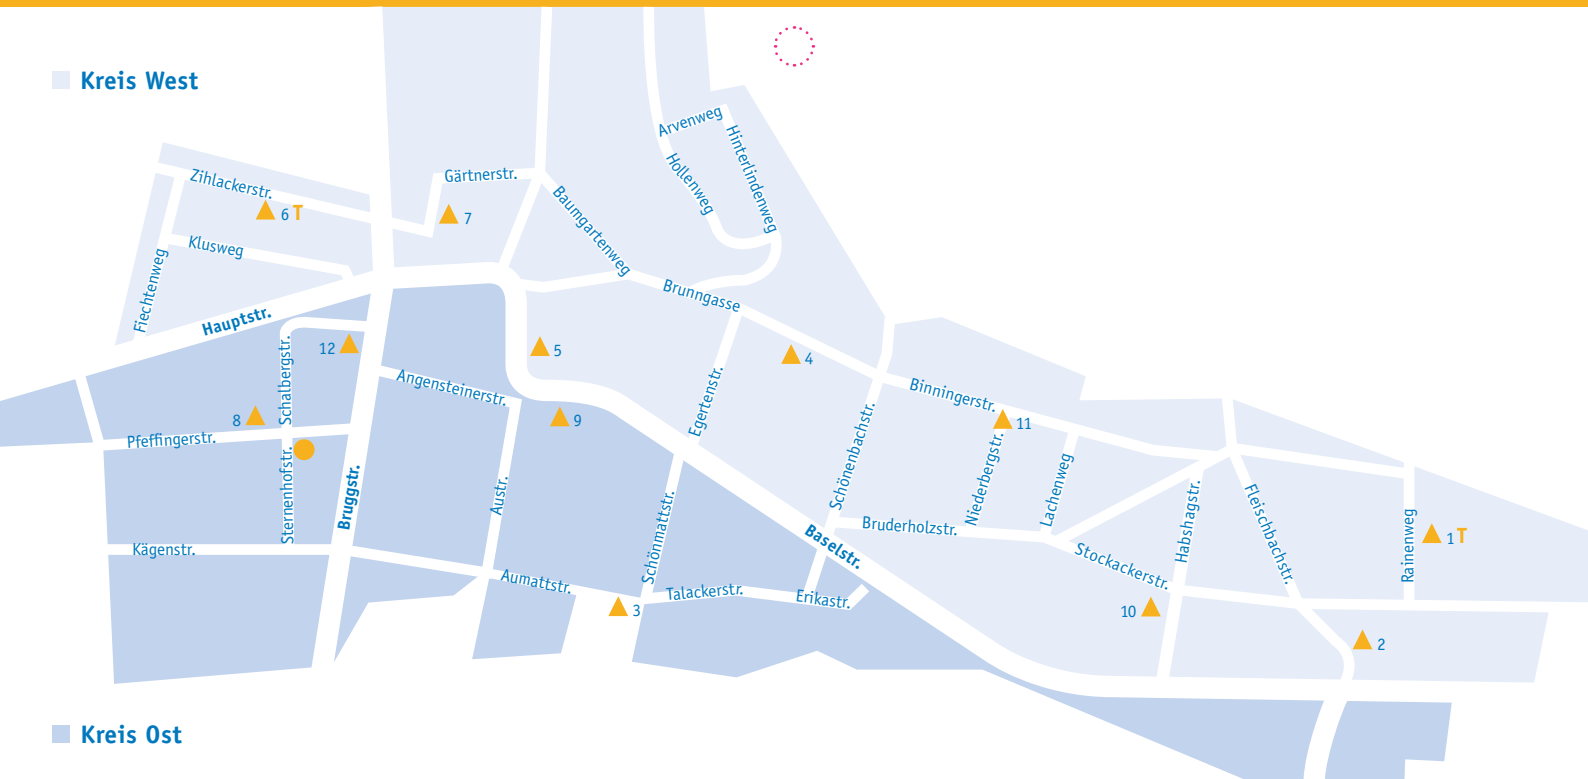 Kreis West
Arvenweg
Hinterlindenweg
Hollenweg
Zihlackerstr.
Gärtnerstr.
6 T
7
Baumgartenweg
Klusweg
Fiechtenweg
Brunngasse
Hauptstr.
12
Schalbergstr.
5
4
Angensteinerstr.
Egertenstr.
Binningerstr.
8
9
11
Pfeffingerstr.
Schönenbachstr.
Niederbergstr.
Lachenweg
Sternenhofstr.
Bruggstr.
Austr.
Schönmattstr.
Baselstr.
Bruderholzstr.
Habshagstr.
Fleischbachstr.
Rainenweg
1 T
Kägenstr.
Stockackerstr.
Aumattstr.
Talackerstr.
Erikastr.
3
10
2
Kreis Ost